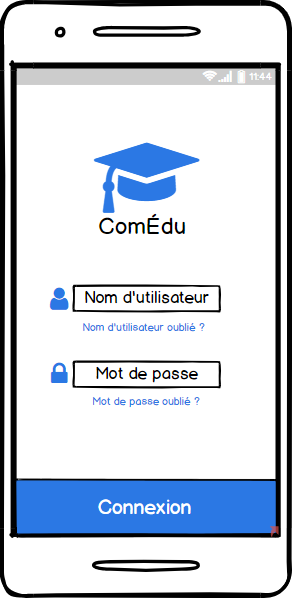 11:44
ComÉdu
Nom d'utilisateur
Nom d'utilisateur oublié ?
Mot de passe
Mot de passe oublié ?
Connexion